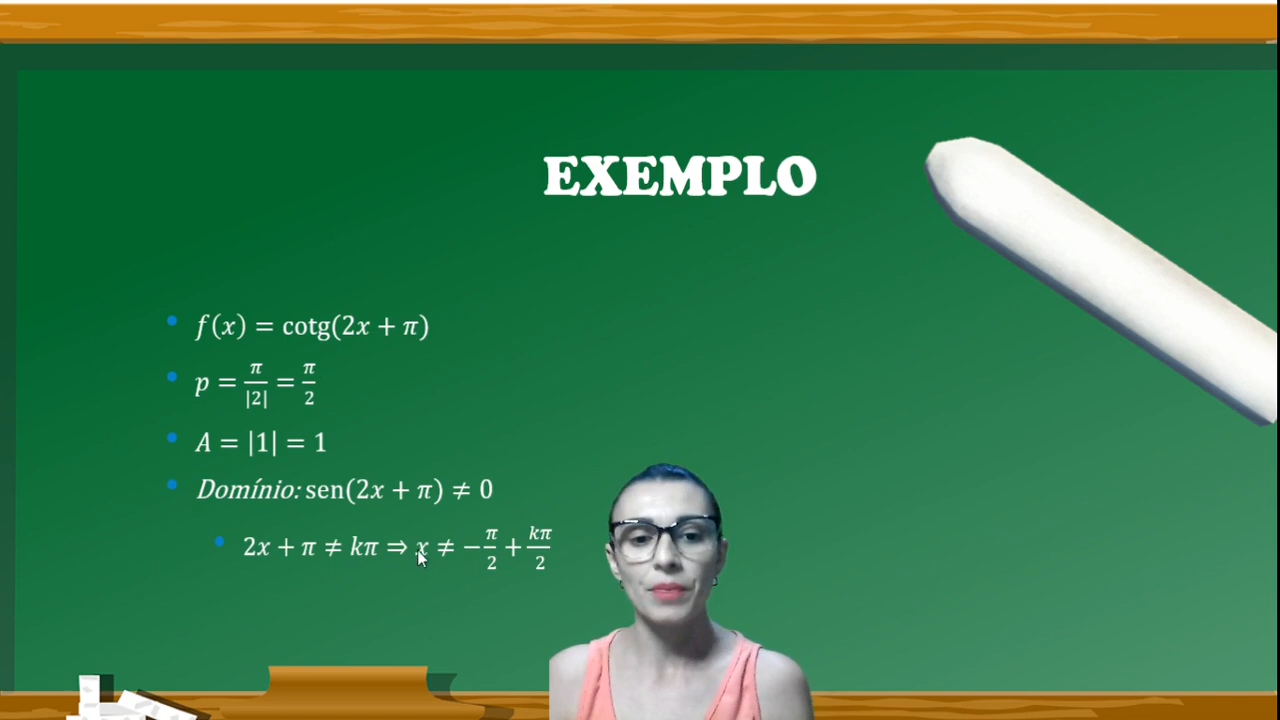 EXEMPLO
• f(x) = cotg(2x + π)
• p = π/|2| = π/2
• A = |1| = 1
• Domínio: sen(2x + π) ≠ 0
• 2x + π ≠ kπ ⇒ x ≠ −π/2 + kπ/2